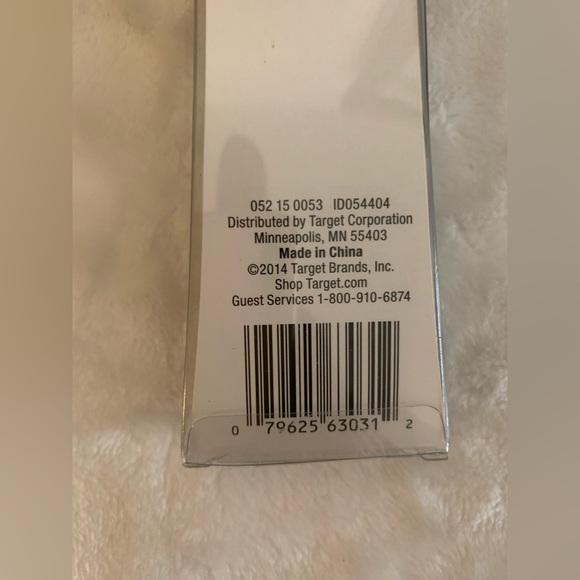 052 15 0053 ID054404
Distributed by Target Corporation
Minneapolis, MN 55403
Made in China
©2014 Target Brands, Inc.
Shop Target.com
Guest Services 1-800-910-6874
0 79625 63031 2